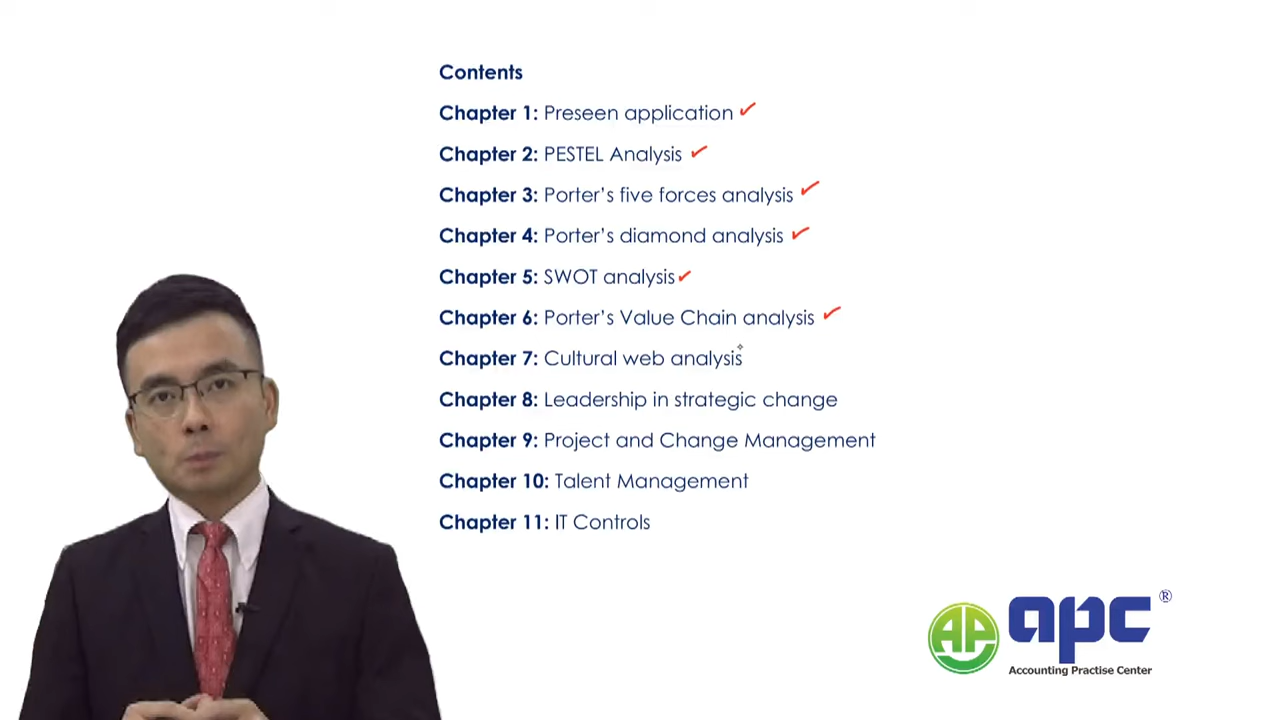 Contents
Chapter 1: Preseen application
Chapter 2: PESTEL Analysis
Chapter 3: Porter’s five forces analysis
Chapter 4: Porter’s diamond analysis
Chapter 5: SWOT analysis
Chapter 6: Porter’s Value Chain analysis
Chapter 7: Cultural web analysis
Chapter 8: Leadership in strategic change
Chapter 9: Project and Change Management
Chapter 10: Talent Management
Chapter 11: IT Controls
AP apc ®
Accounting Practise Center